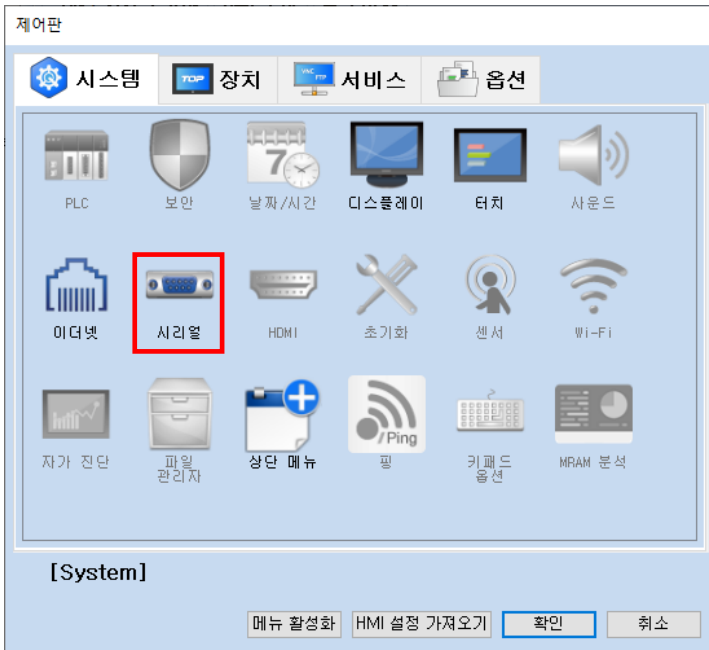 제어판
시스템
TOP
장치
VNC
FTP
서비스
옵션
7
PLC
보안
날짜/시간
디스플레이
터치
사운드
이더넷
시리얼
HDMI
초기화
센서
Wi-Fi
/Ping
자가 진단
파일
관리자
상단 메뉴
핑
키패드
옵션
MRAM 분석
[System]
메뉴 활성화
HMI 설정 가져오기
확인
취소